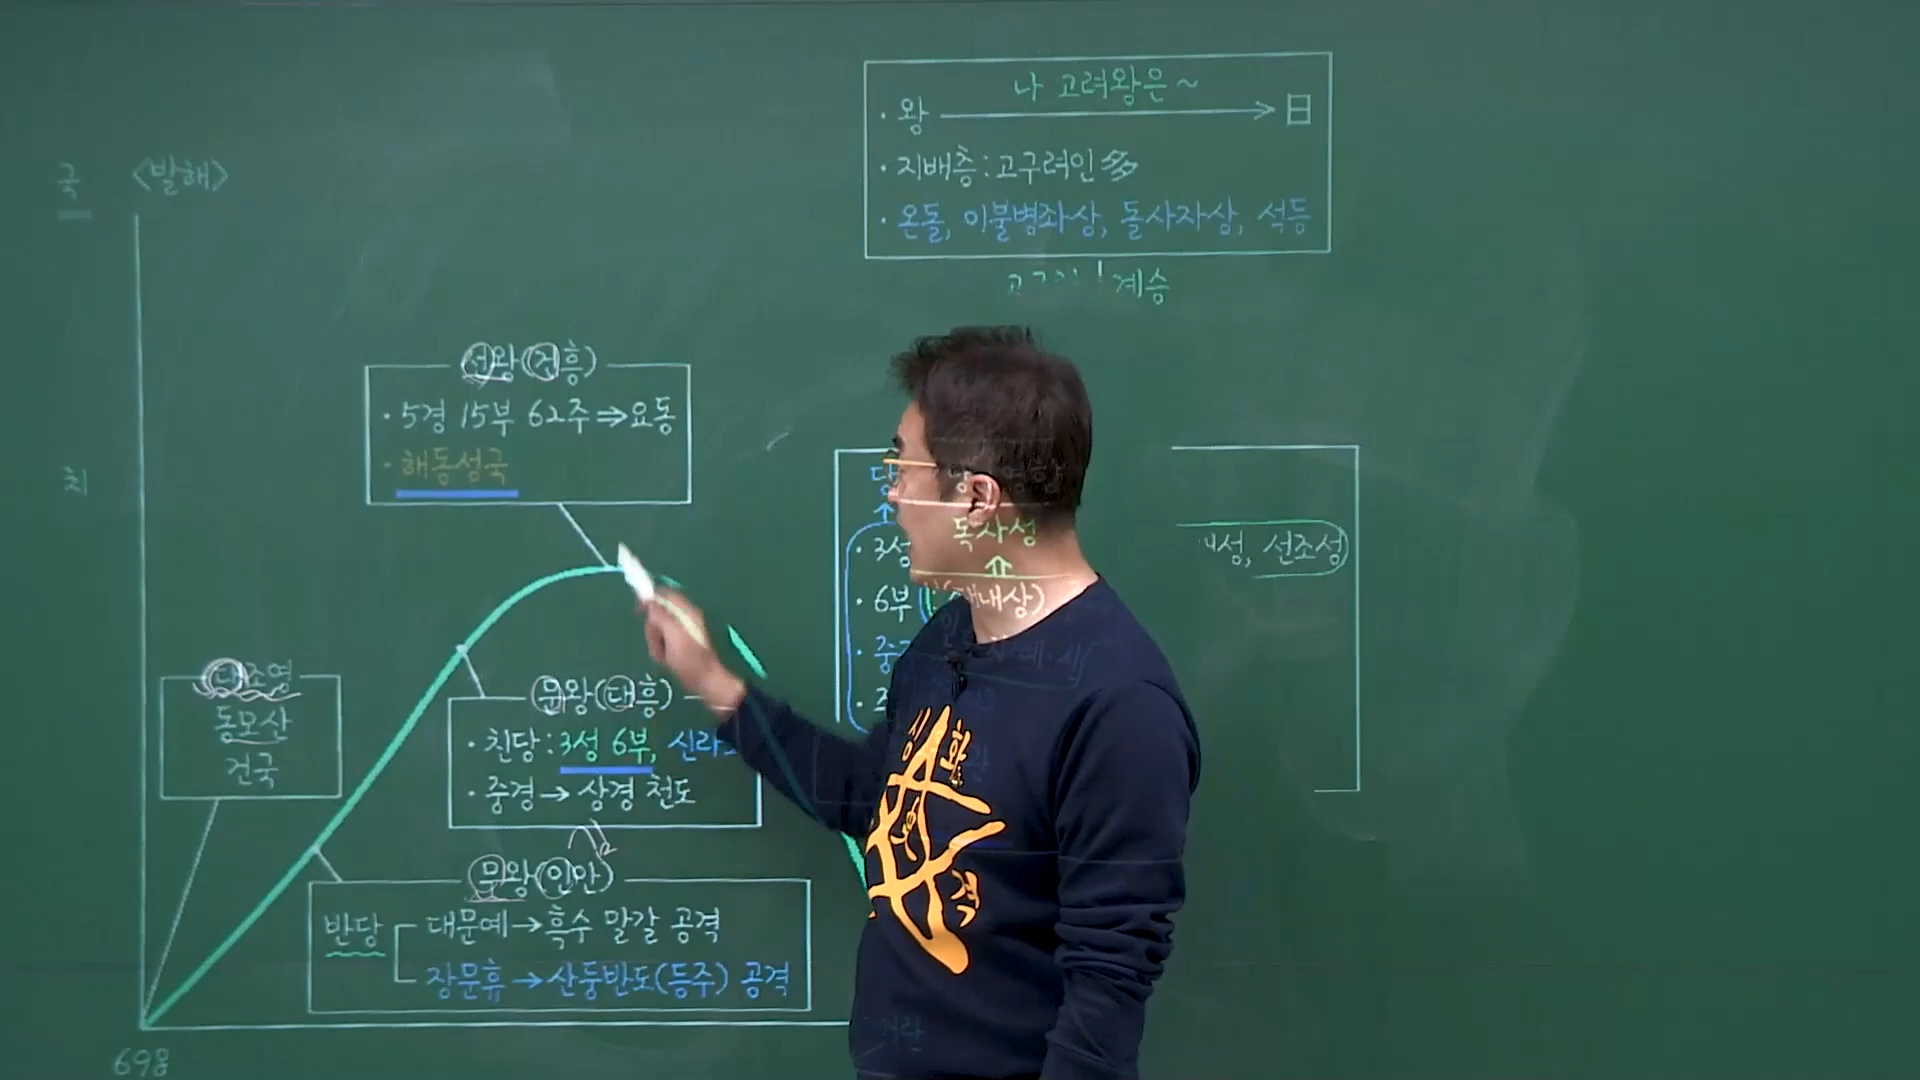 국 <발해>
치
나 고려왕은~
· 왕 → 日
· 지배층: 고구려인多
· 온돌, 이불병좌상, 돌사자상, 석등
계승
선왕(건흥)
· 5경 15부 62주⇒요동
· 해동성국
대조영
동모산
건국
문왕(대흥)
· 친당: 3성 6부, 신라
· 중경→상경 천도
무왕(인안)
반당
대문예→흑수 말갈 공격
장문휴→산둥반도(등주) 공격
698
당
독자성
· 3성
선조성
· 6부